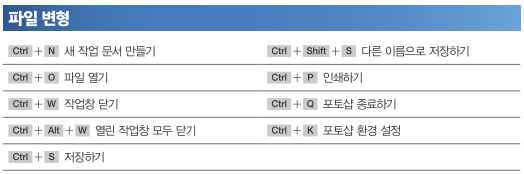 파일 변형
Ctrl + N 새 작업 문서 만들기
Ctrl + O 파일 열기
Ctrl + W 작업창 닫기
Ctrl + Alt + W 열린 작업창 모두 닫기
Ctrl + S 저장하기
Ctrl + Shift + S 다른 이름으로 저장하기
Ctrl + P 인쇄하기
Ctrl + Q 포토샵 종료하기
Ctrl + K 포토샵 환경 설정